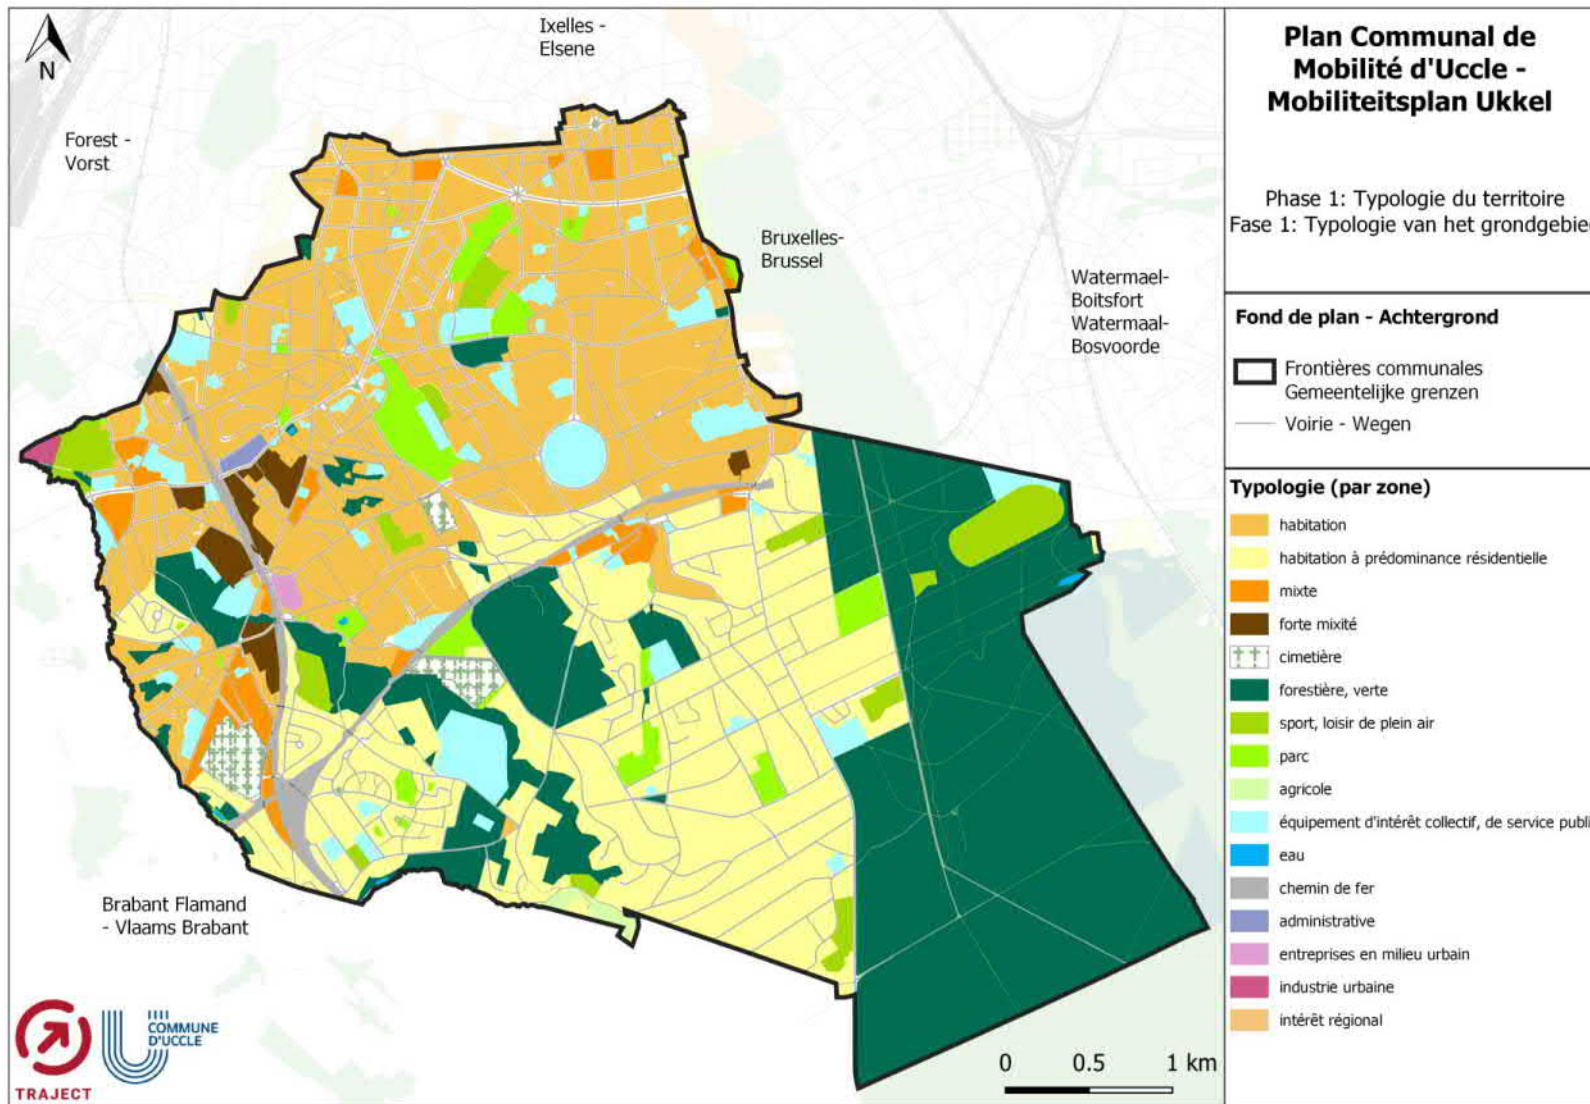 Plan Communal de
Mobilité d'Uccle -
Mobiliteitsplan Ukkel
Phase 1: Typologie du territoire
Fase 1: Typologie van het grondgebie
Fond de plan - Achtergrond
Frontières communales
Gemeentelijke grenzen
Voirie - Wegen
Typologie (par zone)
habitation
habitation à prédominance résidentielle
mixte
forte mixité
cimetière
forestière, verte
sport, loisir de plein air
parc
agricole
équipement d'intérêt collectif, de service publi
eau
chemin de fer
administrative
entreprises en milieu urbain
industrie urbaine
intérêt régional
N
Ixelles -
Elsene
Forest -
Vorst
Bruxelles-
Brussel
Watermael-
Boitsfort
Watermaal-
Bosvoorde
Brabant Flamand
- Vlaams Brabant
TRAJECT
COMMUNE
D'UCCLE
0 0.5 1 km